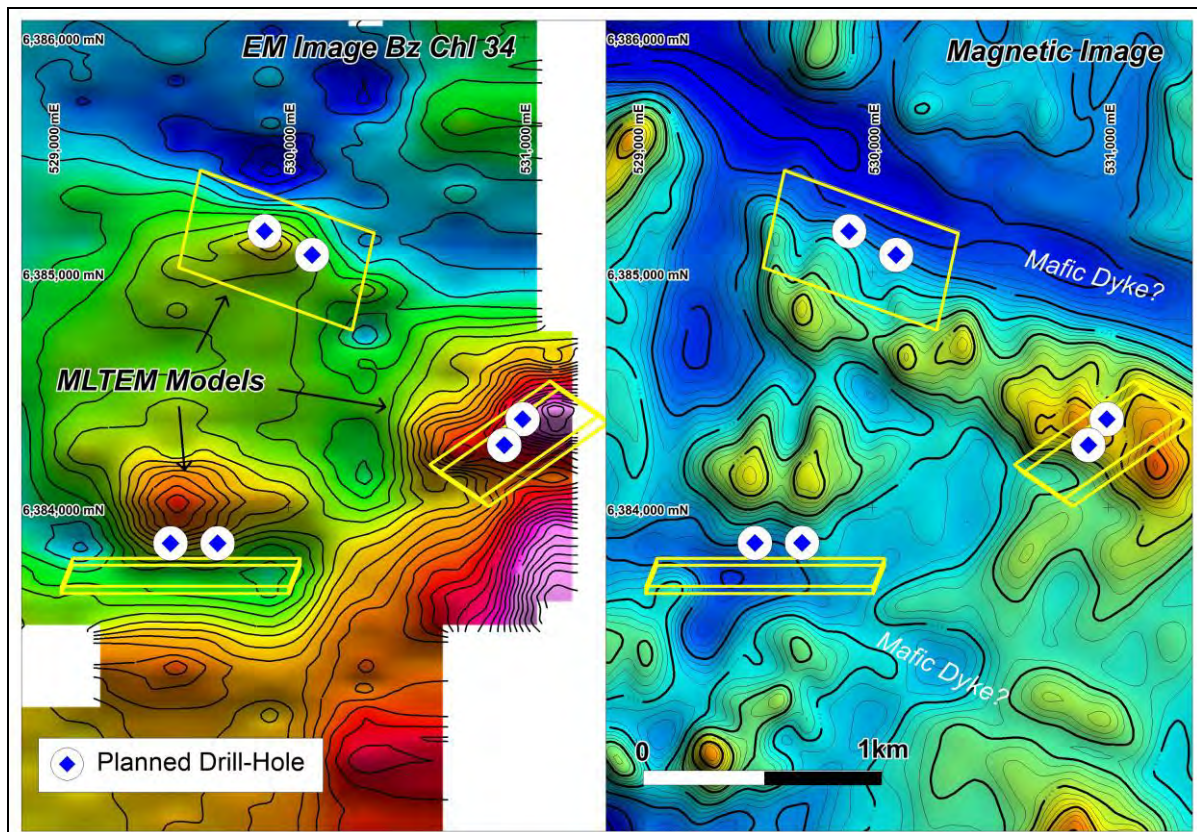 6,386,000 mN
EM Image Bz Chl 34
529,000 mE
530,000 mE
531,000 mE
6,385,000 mN
MLTEM Models
6,384,000 mN
Planned Drill-Hole
6,386,000 mN
Magnetic Image
529,000 mE
530,000 mE
531,000 mE
6,385,000 mN
Mafic Dyke?
6,384,000 mN
Mafic Dyke?
0 1km